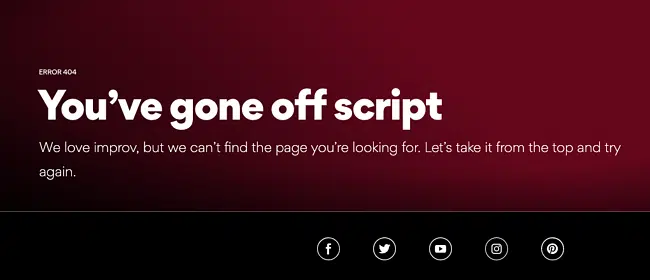 ERROR 404
You’ve gone off script
We love improv, but we can’t find the page you’re looking for. Let’s take it from the top and try
again.